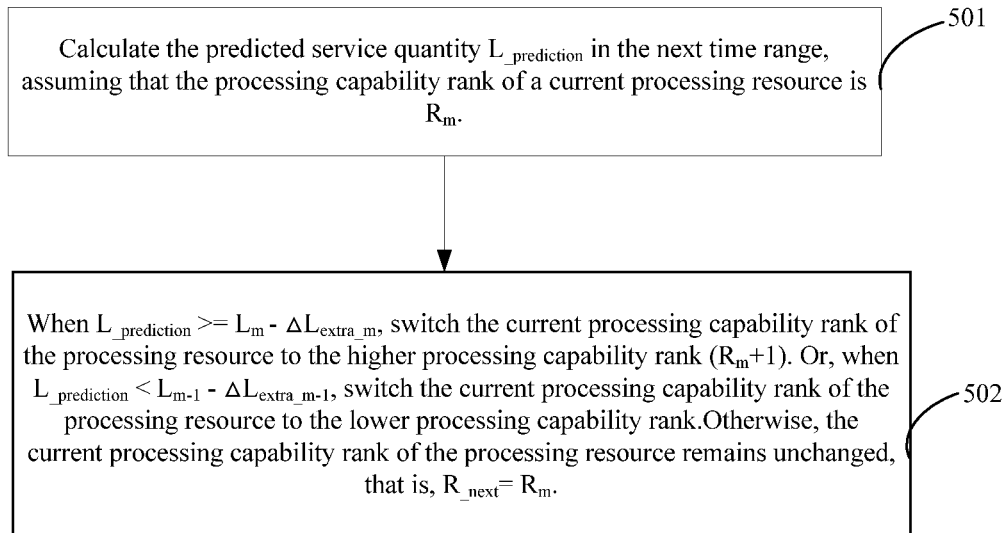 501
Calculate the predicted service quantity L_prediction in the next time range,
assuming that the processing capability rank of a current processing resource is
Rm.
When L_prediction >= Lm - ΔLextra_m, switch the current processing capability rank of
the processing resource to the higher processing capability rank (Rm+1). Or, when
L_prediction < Lm-1 - ΔLextra_m-1, switch the current processing capability rank of the
processing resource to the lower processing capability rank.Otherwise, the
current processing capability rank of the processing resource remains unchanged,
that is, R_next= Rm.
502